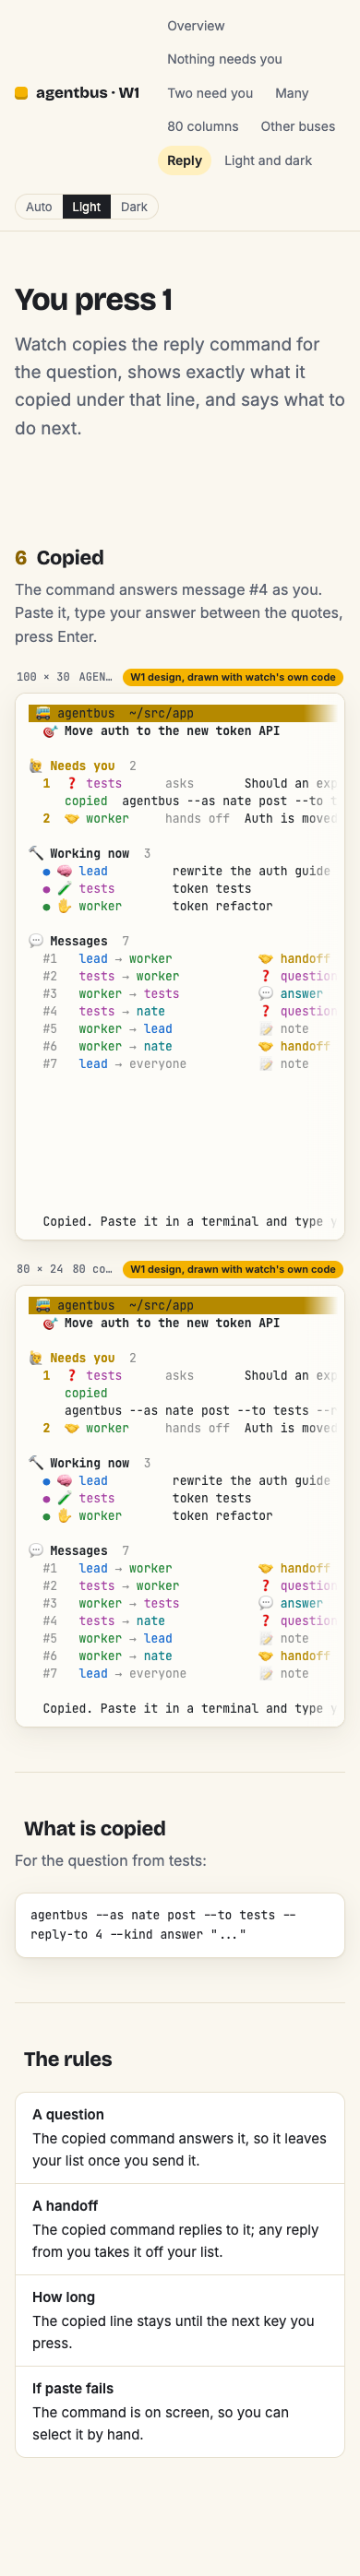 agentbus · W1
Overview
Nothing needs you
Two need you Many
80 columns Other buses
Reply Light and dark
Auto Light Dark
You press 1
Watch copies the reply command for
the question, shows exactly what it
copied under that line, and says what to
do next.
6 Copied
The command answers message #4 as you.
Paste it, type your answer between the quotes,
press Enter.
100 × 30 AGEN… W1 design, drawn with watch's own code
agentbus ~/src/app
Move auth to the new token API
Needs you 2
1 ❓ tests asks Should an exp
copied agentbus --as nate post --to t
2 worker hands off Auth is moved
Working now 3
lead rewrite the auth guide
tests token tests
worker token refactor
Messages 7
#1 lead → worker handoff
#2 tests → worker ❓ question
#3 worker → tests answer
#4 tests → nate ❓ question
#5 worker → lead note
#6 worker → nate handoff
#7 lead → everyone note
Copied. Paste it in a terminal and type y
80 × 24 80 co… W1 design, drawn with watch's own code
agentbus ~/src/app
Move auth to the new token API
Needs you 2
1 ❓ tests asks Should an exp
copied
agentbus --as nate post --to tests --r
2 worker hands off Auth is moved
Working now 3
lead rewrite the auth guide
tests token tests
worker token refactor
Messages 7
#1 lead → worker handoff
#2 tests → worker ❓ question
#3 worker → tests answer
#4 tests → nate ❓ question
#5 worker → lead note
#6 worker → nate handoff
#7 lead → everyone note
Copied. Paste it in a terminal and type y
What is copied
For the question from tests:
agentbus --as nate post --to tests --
reply-to 4 --kind answer "..."
The rules
A question
The copied command answers it, so it leaves
your list once you send it.
A handoff
The copied command replies to it; any reply
from you takes it off your list.
How long
The copied line stays until the next key you
press.
If paste fails
The command is on screen, so you can
select it by hand.